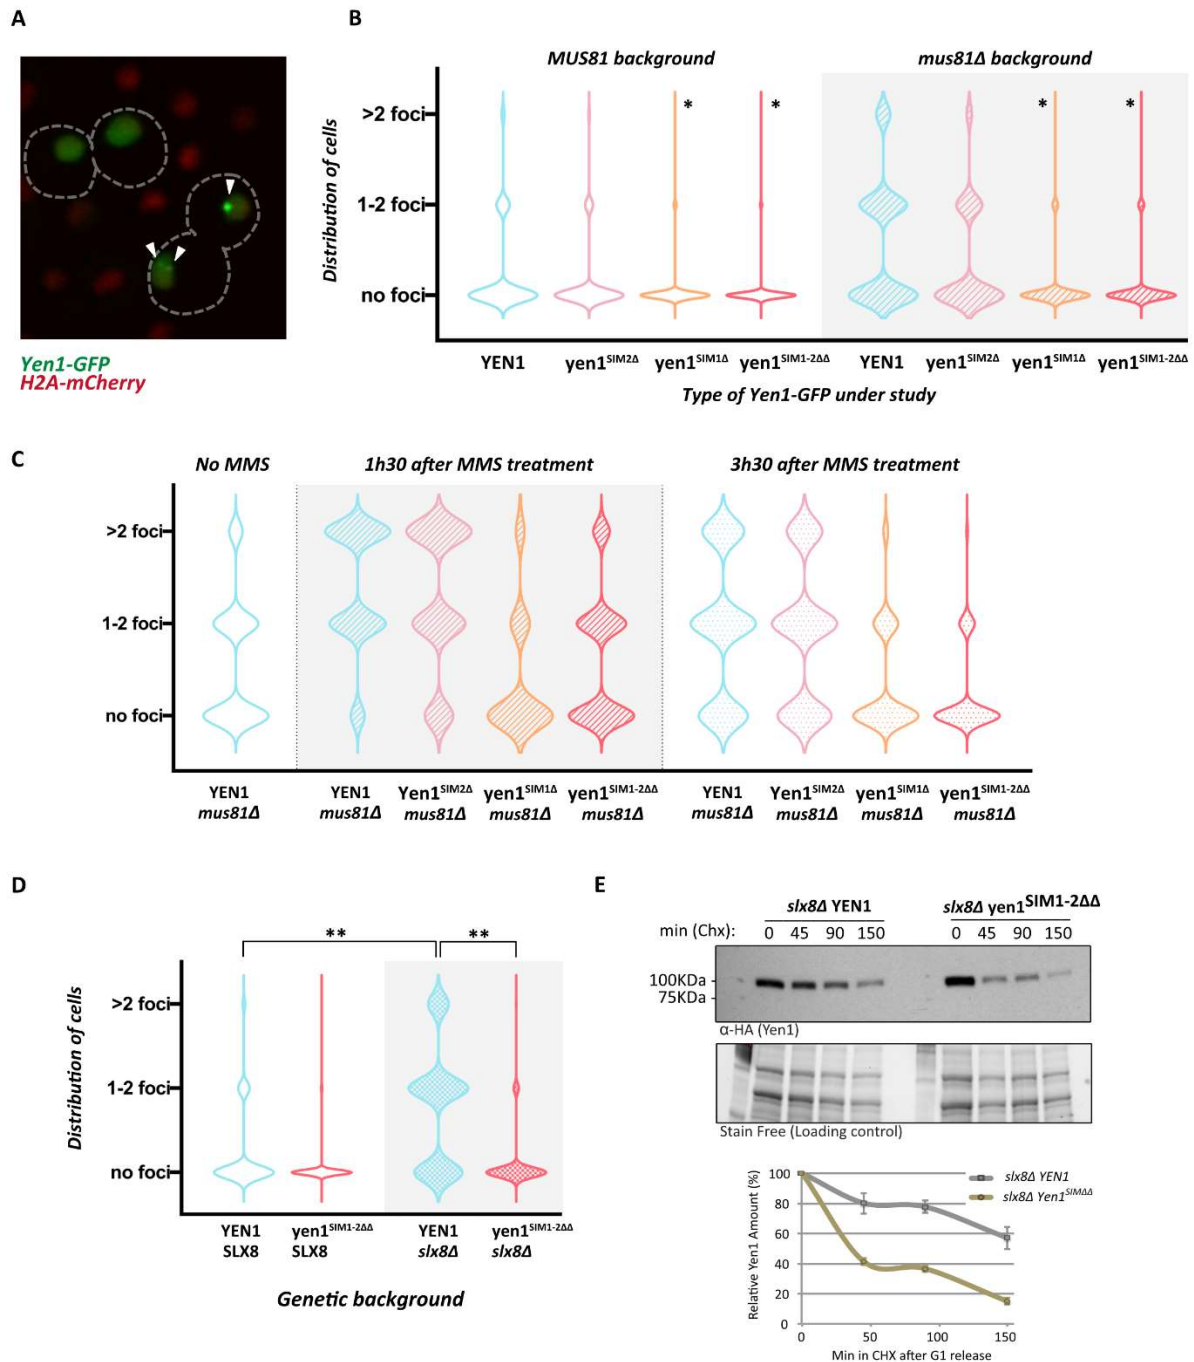 A
Yen1-GFP
H2A-mCherry
B
MUS81 background
mus81Δ background
Distribution of cells
>2 foci
1-2 foci
no foci
* * * *
YEN1 yen1SIM2Δ yen1SIM1Δ yen1SIM1-2ΔΔ YEN1 yen1SIM2Δ yen1SIM1Δ yen1SIM1-2ΔΔ
Type of Yen1-GFP under study
C
No MMS 1h30 after MMS treatment 3h30 after MMS treatment
>2 foci
1-2 foci
no foci
YEN1 YEN1 Yen1SIM2Δ yen1SIM1Δ yen1SIM1-2ΔΔ YEN1 Yen1SIM2Δ yen1SIM1Δ yen1SIM1-2ΔΔ
mus81Δ mus81Δ mus81Δ mus81Δ mus81Δ mus81Δ mus81Δ mus81Δ mus81Δ
D
** **
Distribution of cells
>2 foci
1-2 foci
no foci
YEN1 yen1SIM1-2ΔΔ YEN1 yen1SIM1-2ΔΔ
SLX8 SLX8 slx8Δ slx8Δ
Genetic background
E
slx8Δ YEN1 slx8Δ yen1SIM1-2ΔΔ
min (Chx): 0 45 90 150 0 45 90 150
100KDa
75KDa
α-HA (Yen1)
Stain Free (Loading control)
Relative Yen1 Amount (%)
100
80
60
40
20
0
slx8Δ YEN1
slx8Δ Yen1SIMΔΔ
0 50 100 150
Min in CHX after G1 release